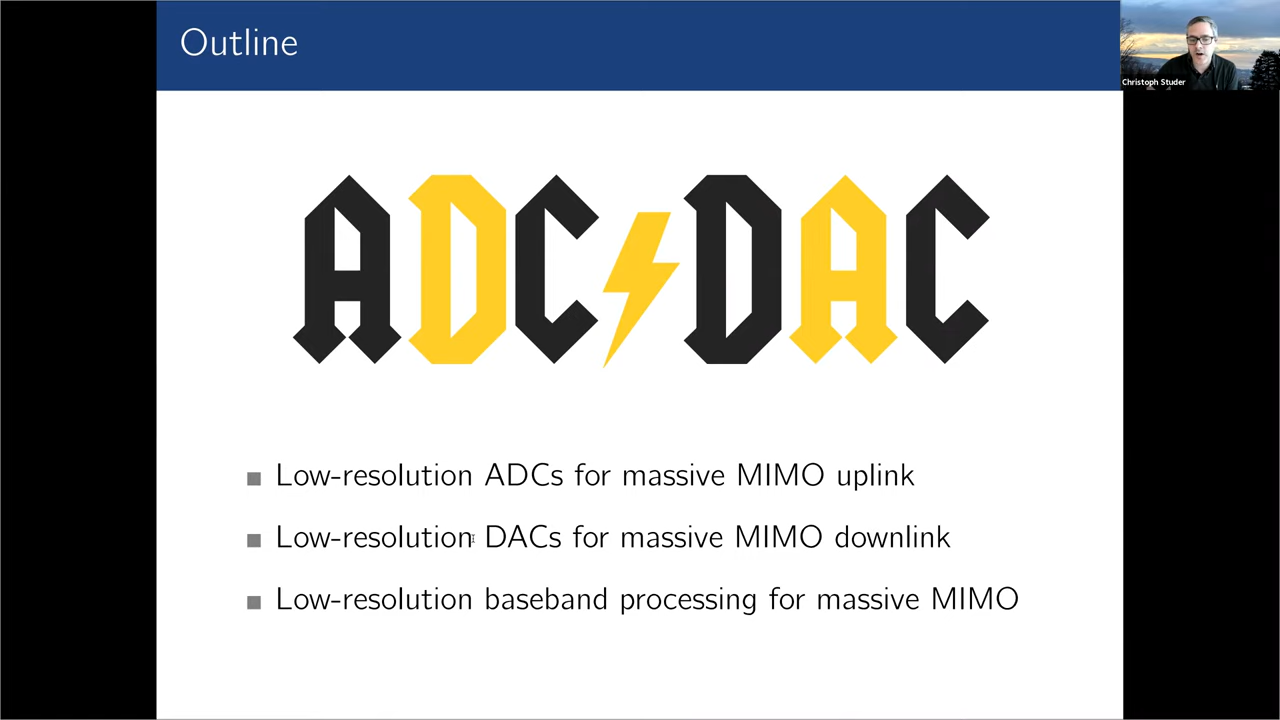 Outline
Christoph Studer
ADC DAC
Low-resolution ADCs for massive MIMO uplink
Low-resolution DACs for massive MIMO downlink
Low-resolution baseband processing for massive MIMO